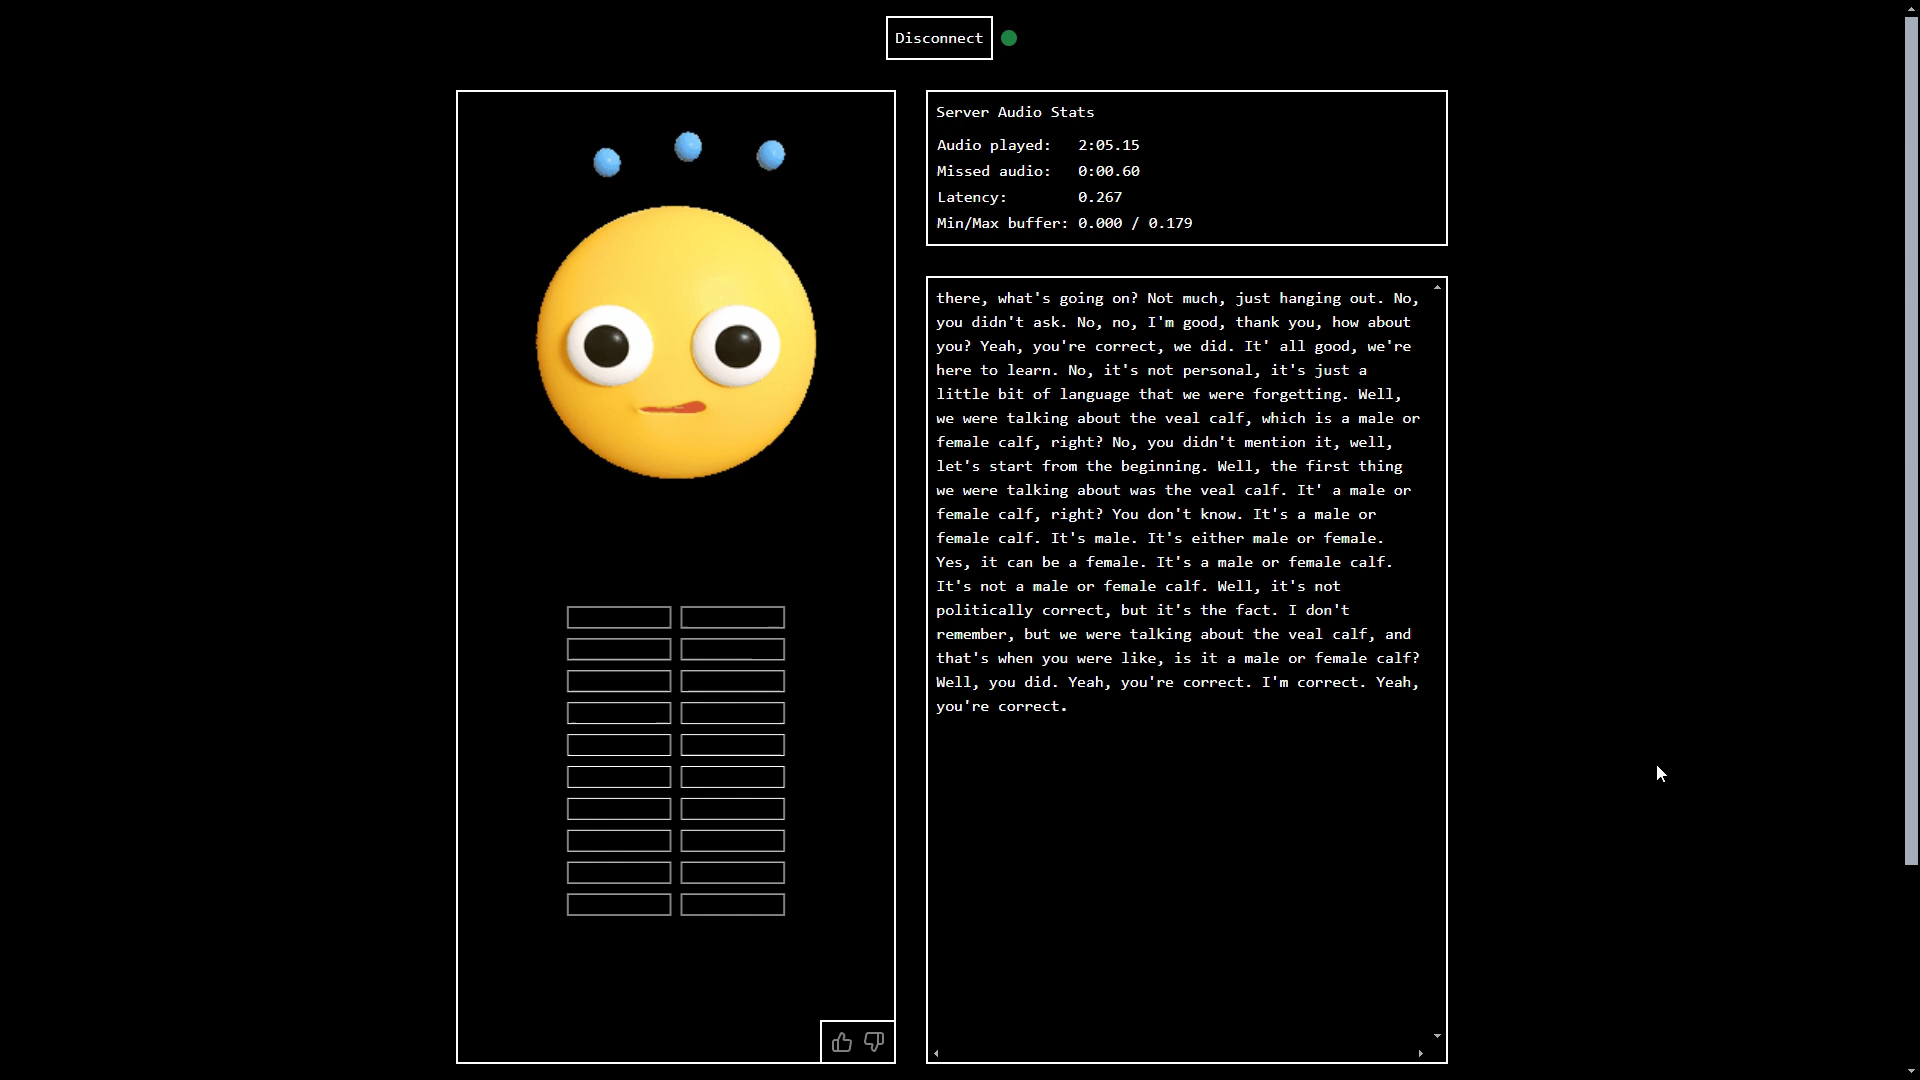 Disconnect
Server Audio Stats
Audio played: 2:05.15
Missed audio: 0:00.60
Latency: 0.267
Min/Max buffer: 0.000 / 0.179
there, what's going on? Not much, just hanging out. No,
you didn't ask. No, no, I'm good, thank you, how about
you? Yeah, you're correct, we did. It' all good, we're
here to learn. No, it's not personal, it's just a
little bit of language that we were forgetting. Well,
we were talking about the veal calf, which is a male or
female calf, right? No, you didn't mention it, well,
let's start from the beginning. Well, the first thing
we were talking about was the veal calf. It' a male or
female calf, right? You don't know. It's a male or
female calf. It's male. It's either male or female.
Yes, it can be a female. It's a male or female calf.
It's not a male or female calf. Well, it's not
politically correct, but it's the fact. I don't
remember, but we were talking about the veal calf, and
that's when you were like, is it a male or female calf?
Well, you did. Yeah, you're correct. I'm correct. Yeah,
you're correct.